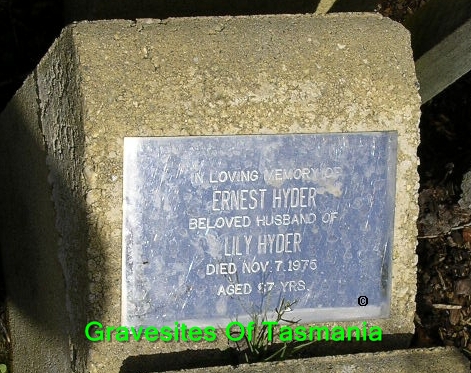 IN LOVING MEMORY OF
ERNEST HYDER
BELOVED HUSBAND OF
LILY HYDER
DIED NOV. 7. 1975
AGED 67 YRS.
©
Gravesites Of Tasmania